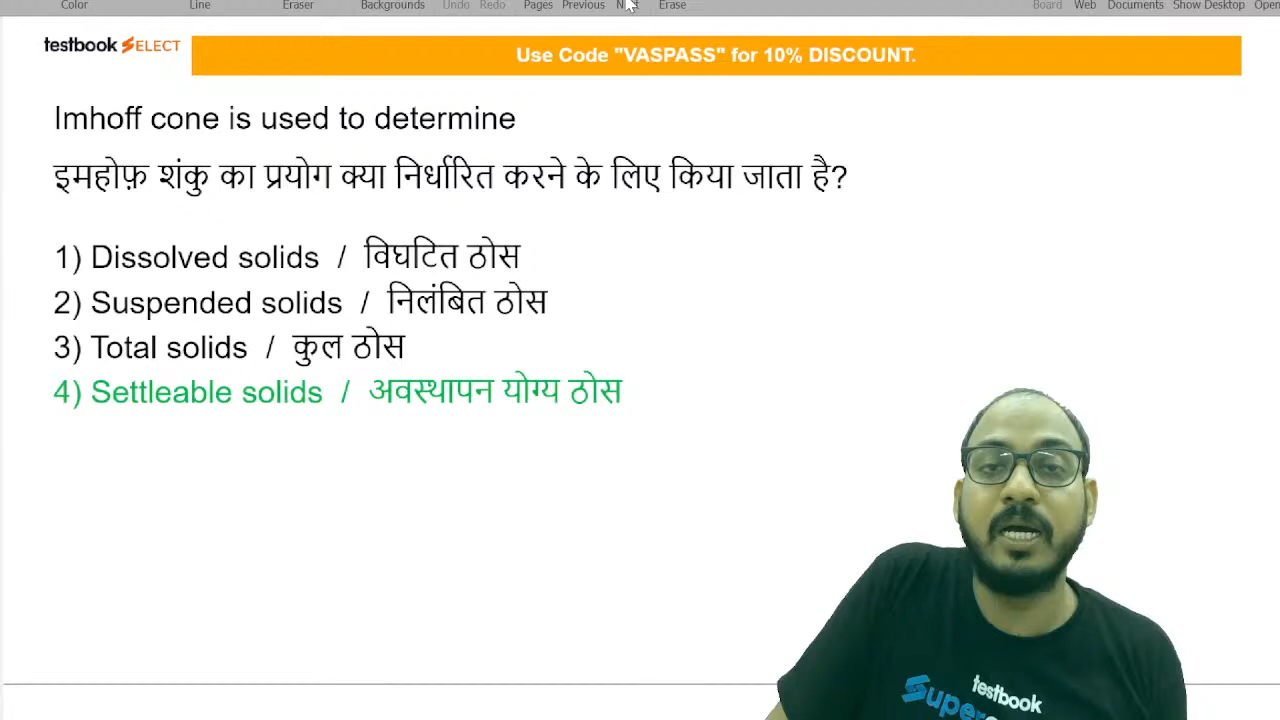 Color Line Eraser Backgrounds Undo Redo Pages Previous Erase Board Web Documents Show Desktop Open
testbook SELECT
Use Code "VASPASS" for 10% DISCOUNT.
Imhoff cone is used to determine
इमहोफ़ शंकु का प्रयोग क्या निर्धारित करने के लिए किया जाता है?
1) Dissolved solids / विघटित ठोस
2) Suspended solids / निलंबित ठोस
3) Total solids / कुल ठोस
4) Settleable solids / अवस्थापन योग्य ठोस
testbook